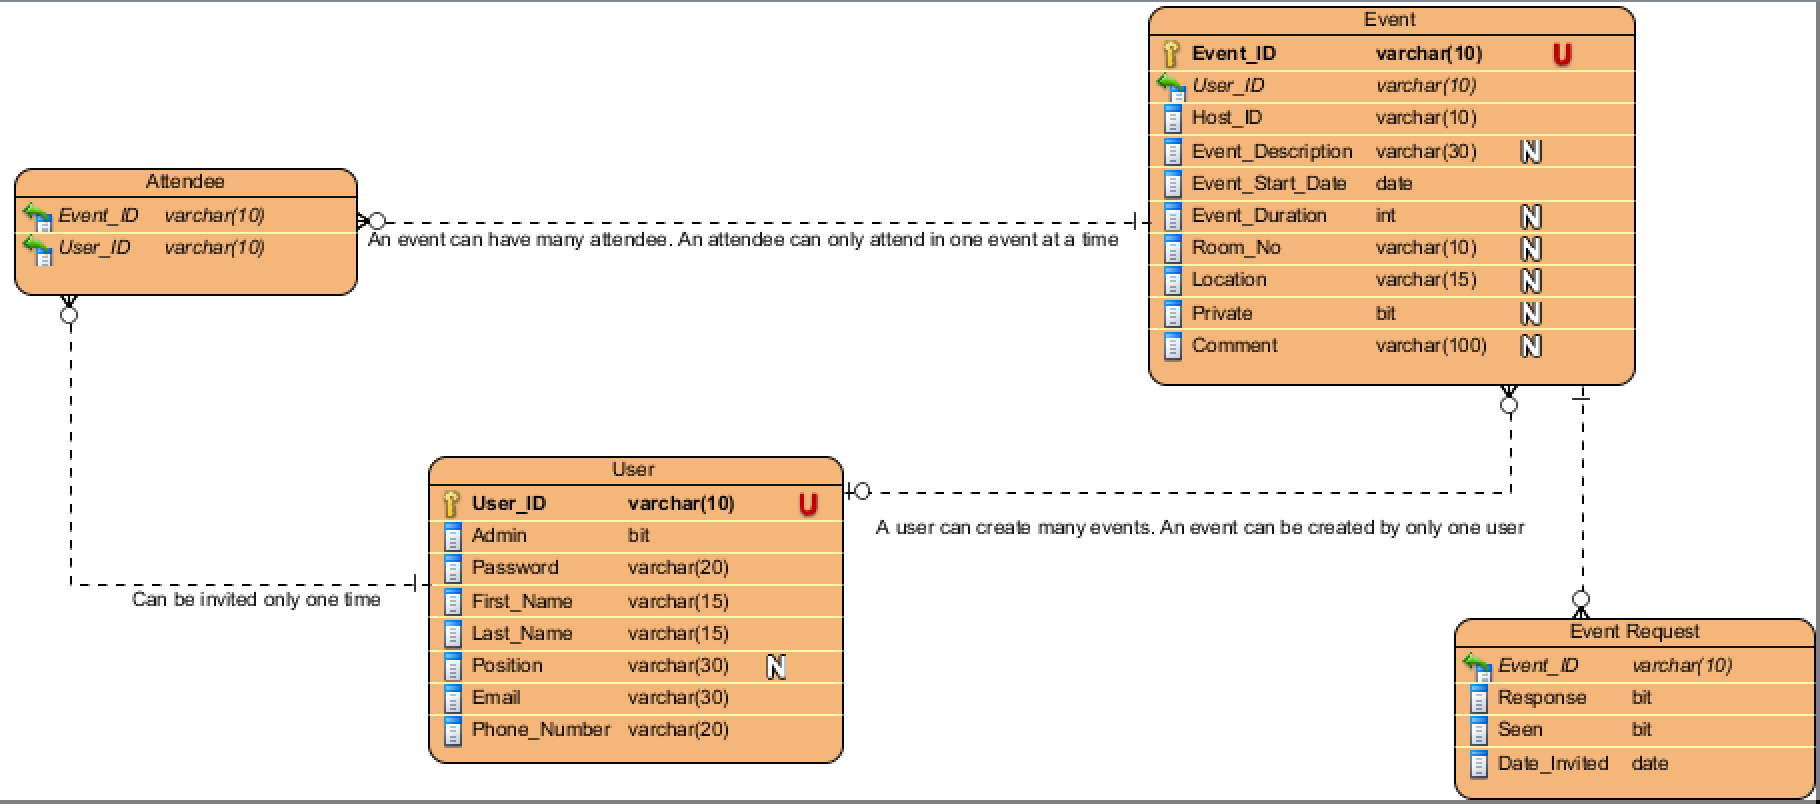 Event
Event_ID varchar(10) U
User_ID varchar(10)
Host_ID varchar(10)
Event_Description varchar(30) N
Event_Start_Date date
Event_Duration int N
Room_No varchar(10) N
Location varchar(15) N
Private bit N
Comment varchar(100) N
Attendee
Event_ID varchar(10)
User_ID varchar(10)
An event can have many attendee. An attendee can only attend in one event at a time
User
User_ID varchar(10) U
Admin bit
Password varchar(20)
First_Name varchar(15)
Last_Name varchar(15)
Position varchar(30) N
Email varchar(30)
Phone_Number varchar(20)
A user can create many events. An event can be created by only one user
Can be invited only one time
Event Request
Event_ID varchar(10)
Response bit
Seen bit
Date_Invited date